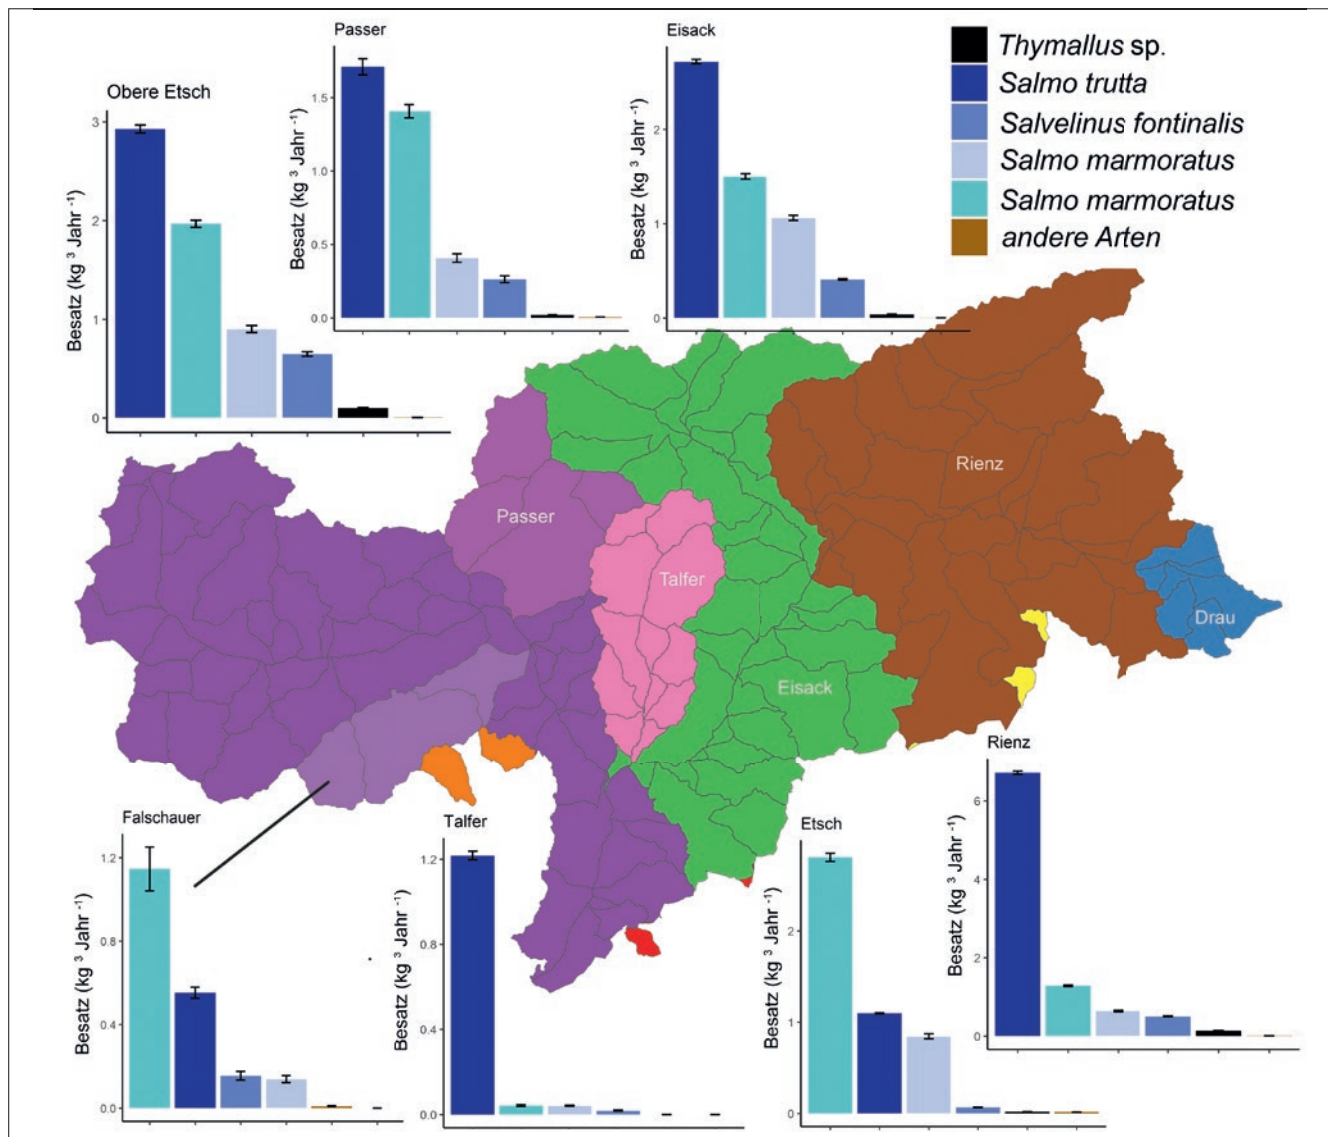 Passer
Besatz (kg ³ Jahr ⁻¹)
1.5
1.0
0.5
0.0
Eisack
Besatz (kg ³ Jahr ⁻¹)
2
1
0
Thymallus sp.
Salmo trutta
Salvelinus fontinalis
Salmo marmoratus
Salmo marmoratus
andere Arten
Obere Etsch
Besatz (kg ³ Jahr ⁻¹)
3
2
1
0
Passer
Talfer
Eisack
Rienz
Drau
Falschauer
Besatz (kg ³ Jahr ⁻¹)
1.2
0.8
0.4
0.0
Talfer
Besatz (kg ³ Jahr ⁻¹)
1.2
0.8
0.4
0.0
Etsch
Besatz (kg ³ Jahr ⁻¹)
2
1
0
Rienz
Besatz (kg ³ Jahr ⁻¹)
6
4
2
0